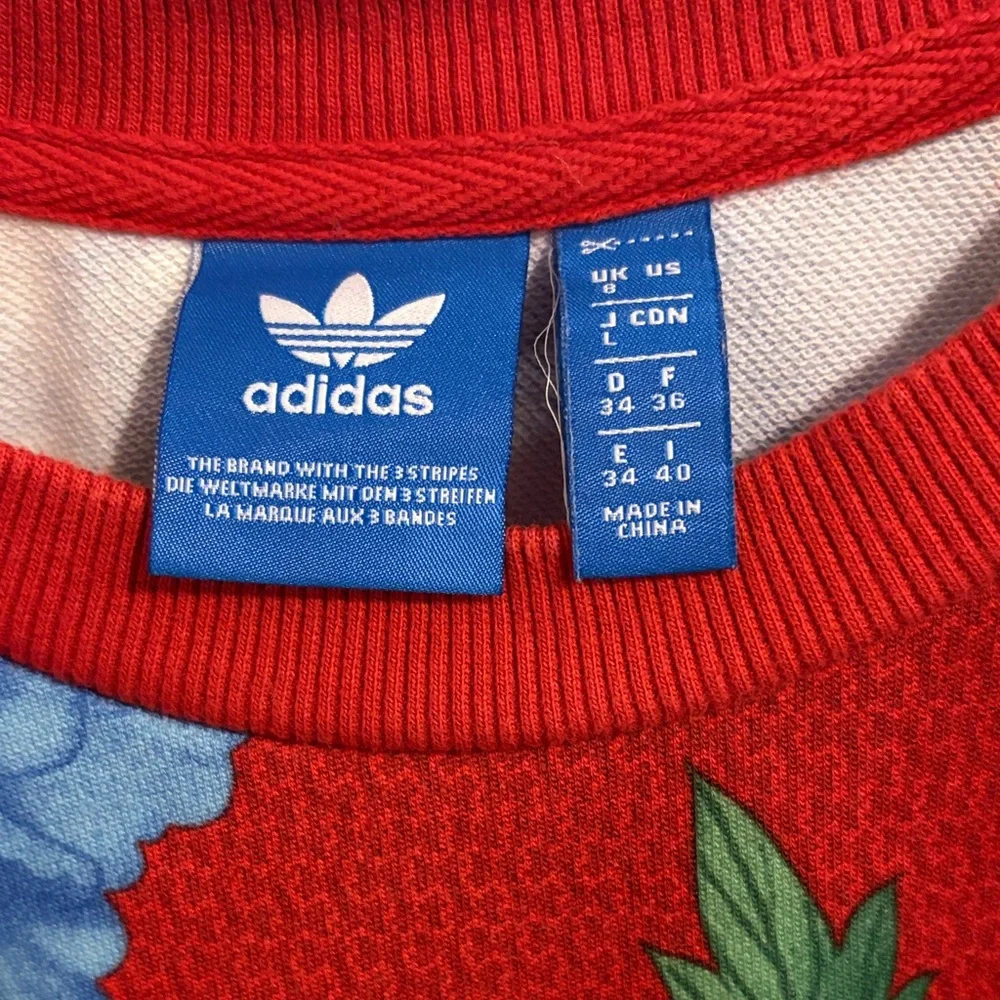 adidas
THE BRAND WITH THE 3 STRIPES
DIE WELTMARKE MIT DEN 3 STREIFEN
LA MARQUE AUX 3 BANDES
UK US
8
J CDN
L
D F
34 36
E I
34 40
MADE IN
CHINA